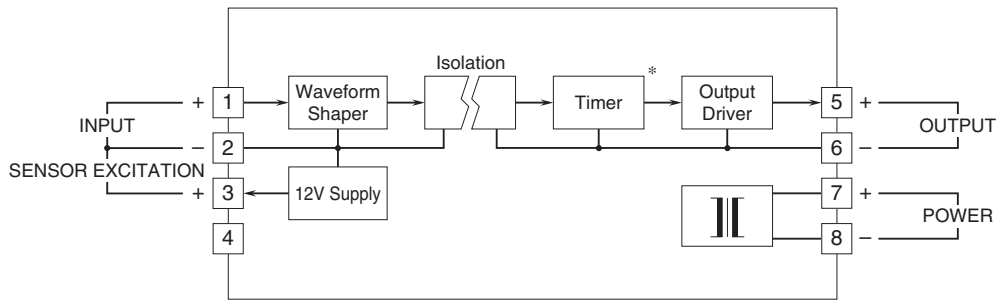 Isolation
*
+ 1 Waveform Shaper Timer Output Driver 5 +
INPUT OUTPUT
– 2 6 –
SENSOR EXCITATION
+ 3 12V Supply 7 +
POWER
4 8 –